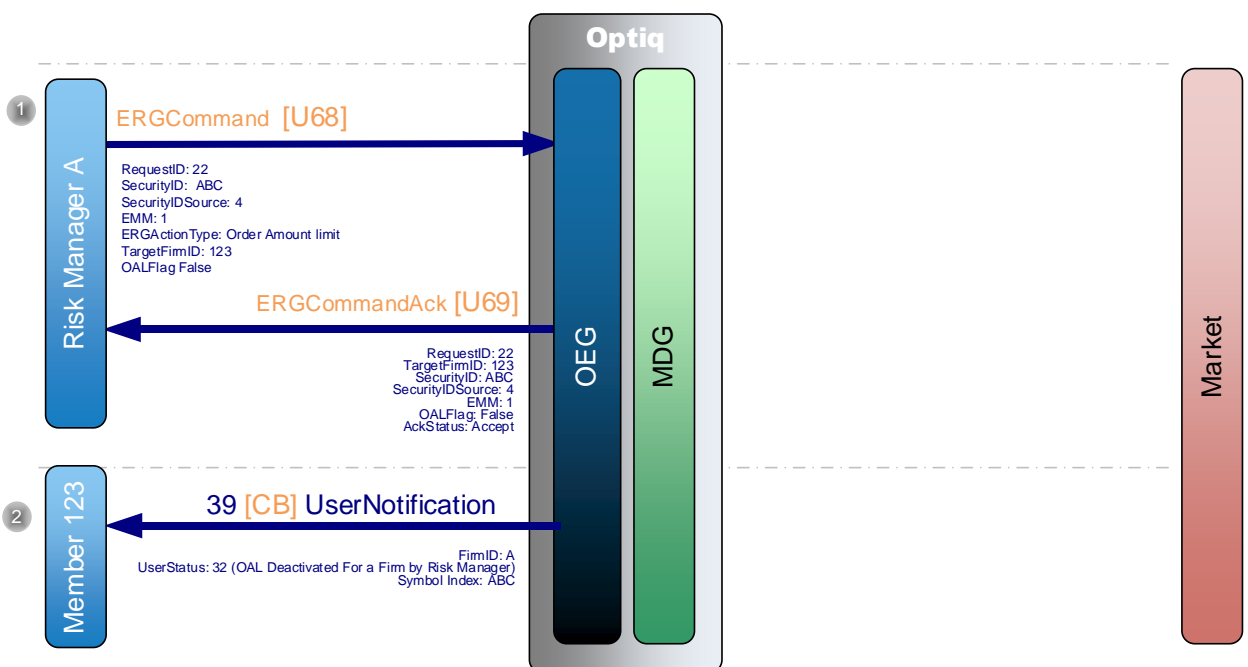 Optiq
1
ERGCommand [U68]
RequestID: 22
SecurityID: ABC
SecurityIDSource: 4
EMM: 1
ERGActionType: Order Amount limit
TargetFirmID: 123
OALFlag False
Risk Manager A
ERGCommandAck [U69]
RequestID: 22
TargetFirmID: 123
SecurityID: ABC
SecurityIDSource: 4
EMM: 1
OALFlag: False
AckStatus: Accept
OEG
MDG
Market
2
Member 123
39 [CB] UserNotification
FirmID: A
UserStatus: 32 (OAL Deactivated For a Firm by Risk Manager)
Symbol Index: ABC